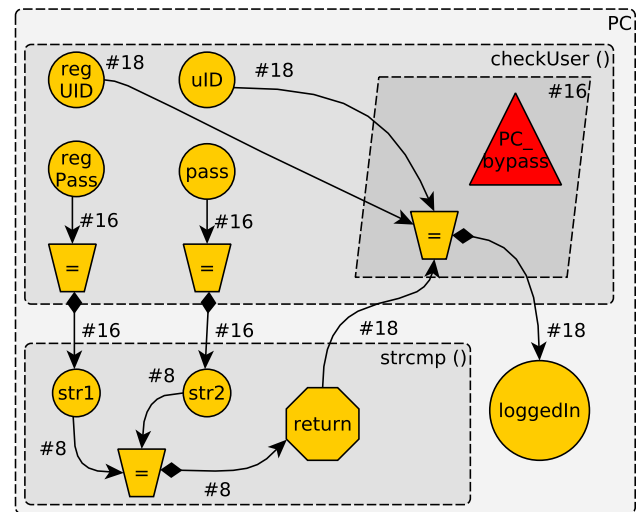 PC
checkUser ()
reg
UID
#18
uID
#18
#16
PC_
bypass
reg
Pass
pass
#16
#16
=
=
=
#16
#16
#18
#18
strcmp ()
str1
#8
str2
return
loggedIn
#8
=
#8